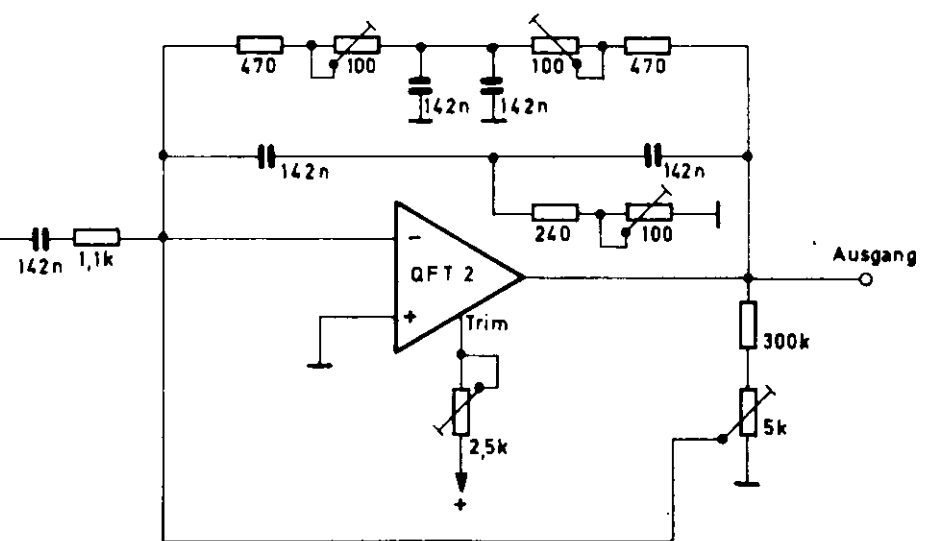 470
100
100
470
142n
142n
142n
142n
240
100
142n
1,1k
−
QFT 2
+
Trim
Ausgang
300k
5k
2,5k
+